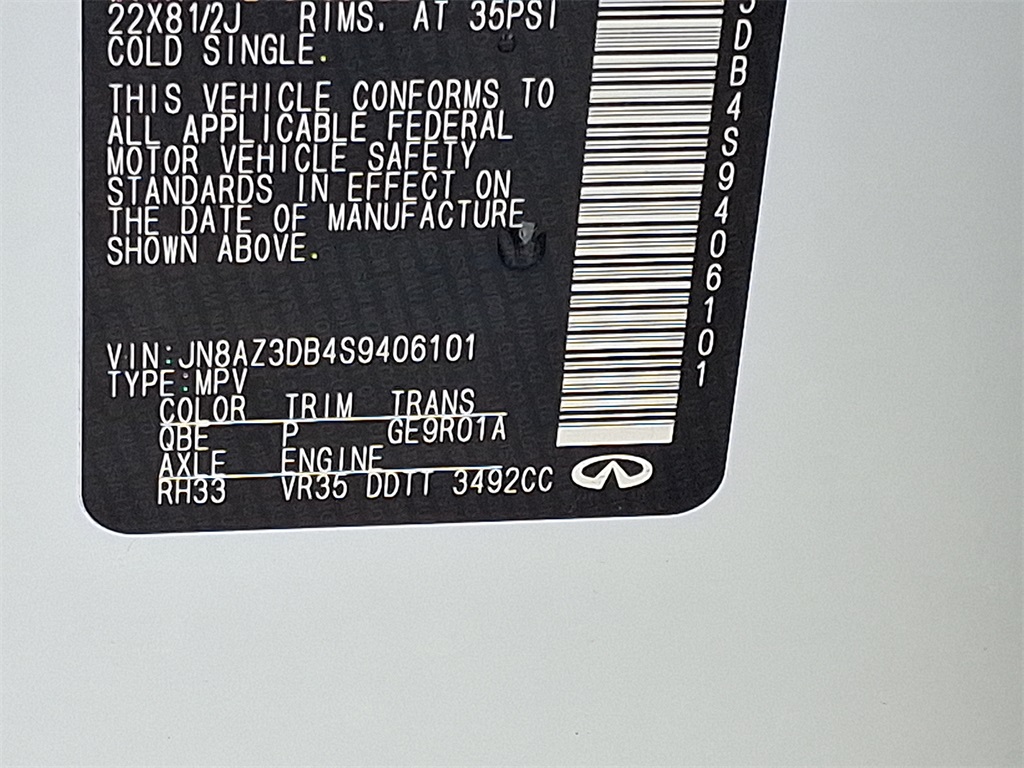 22X81/2J RIMS. AT 35PSI
COLD SINGLE.
THIS VEHICLE CONFORMS TO
ALL APPLICABLE FEDERAL
MOTOR VEHICLE SAFETY
STANDARDS IN EFFECT ON
THE DATE OF MANUFACTURE
SHOWN ABOVE.
VIN:JN8AZ3DB4S9406101
TYPE:MPV
COLOR TRIM TRANS
QBE P GE9R01A
AXLE ENGINE
RH33 VR35 DDTT 3492CC
DB4S9406101